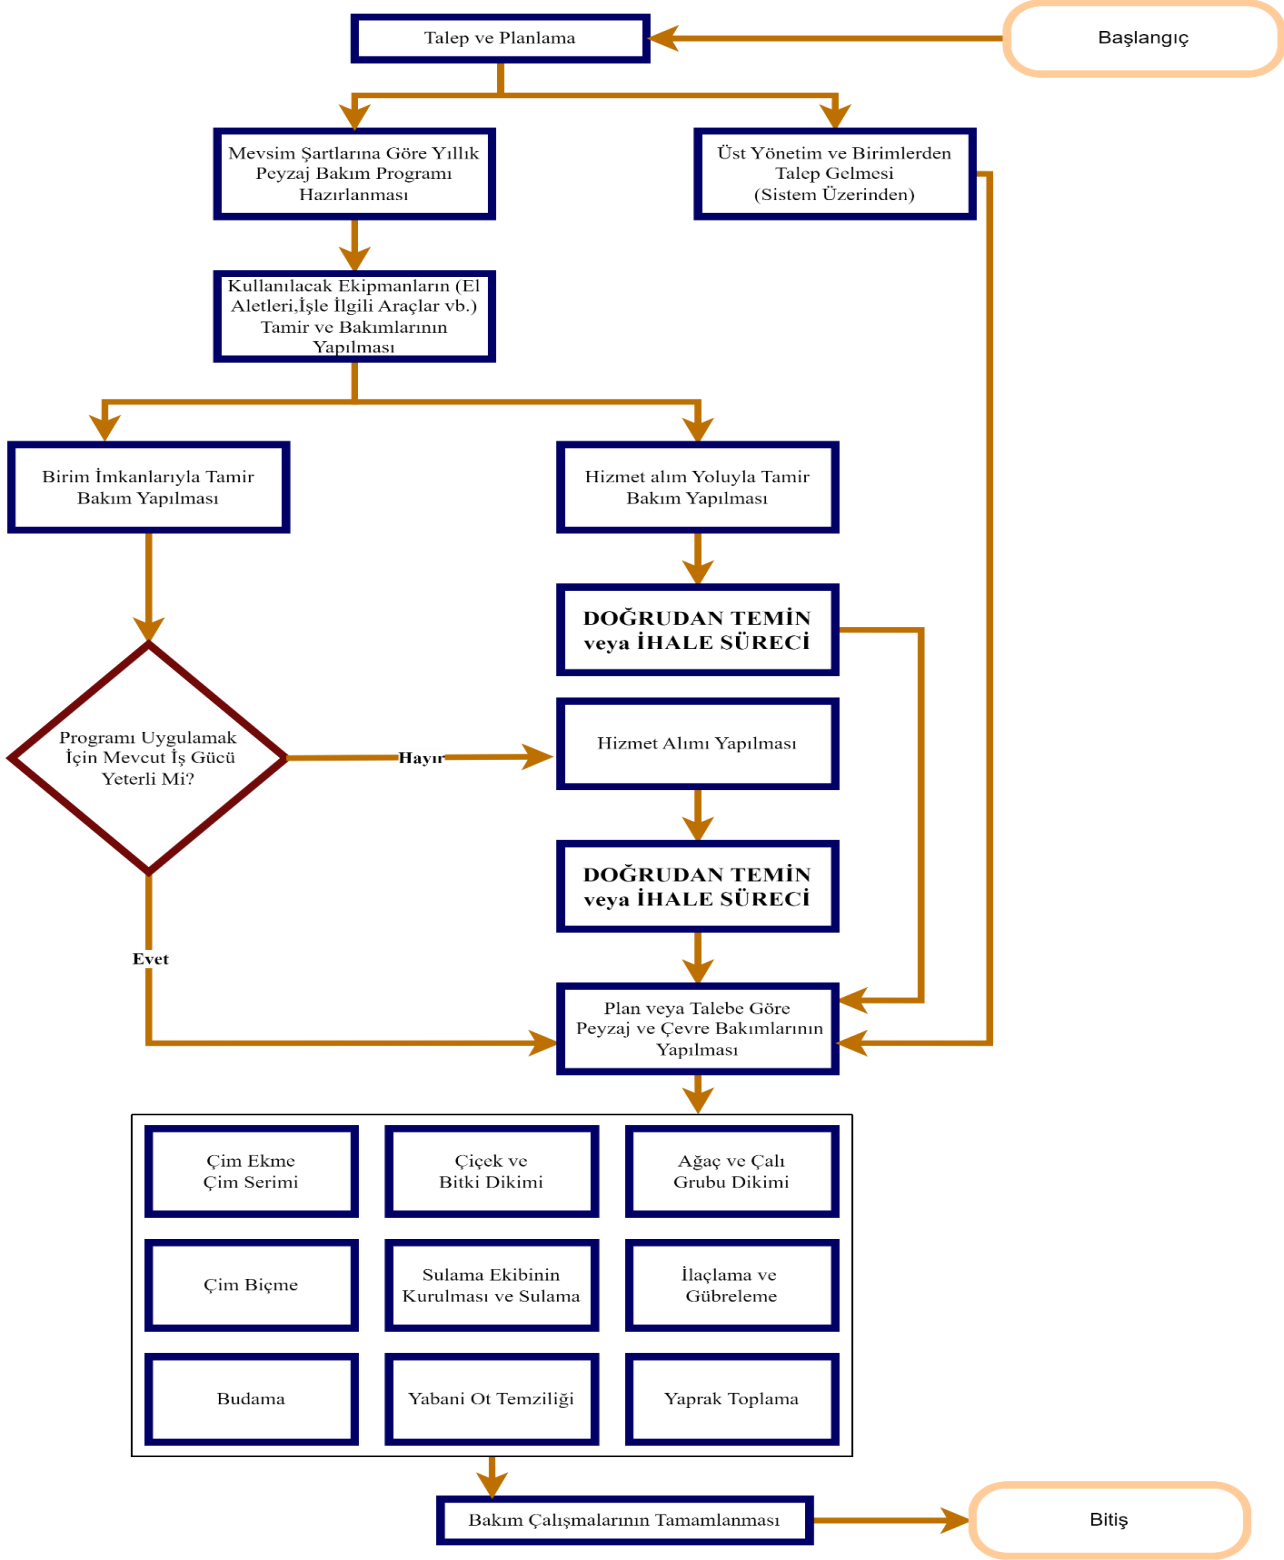 Talep ve Planlama
Başlangıç
Mevsim Şartlarına Göre Yıllık
Peyzaj Bakım Programı
Hazırlanması
Üst Yönetim ve Birimlerden
Talep Gelmesi
(Sistem Üzerinden)
Kullanılacak Ekipmanların (El
Aletleri,İşle İlgili Araçlar vb.)
Tamir ve Bakımlarının
Yapılması
Birim İmkanlarıyla Tamir
Bakım Yapılması
Hizmet alım Yoluyla Tamir
Bakım Yapılması
DOĞRUDAN TEMİN
veya İHALE SÜRECİ
Programı Uygulamak
İçin Mevcut İş Gücü
Yeterli Mi?
Hayır
Hizmet Alımı Yapılması
DOĞRUDAN TEMİN
veya İHALE SÜRECİ
Evet
Plan veya Talebe Göre
Peyzaj ve Çevre Bakımlarının
Yapılması
Çim Ekme
Çim Serimi
Çiçek ve
Bitki Dikimi
Ağaç ve Çalı
Grubu Dikimi
Çim Biçme
Sulama Ekibinin
Kurulması ve Sulama
İlaçlama ve
Gübreleme
Budama
Yabani Ot Temziliği
Yaprak Toplama
Bakım Çalışmalarının Tamamlanması
Bitiş